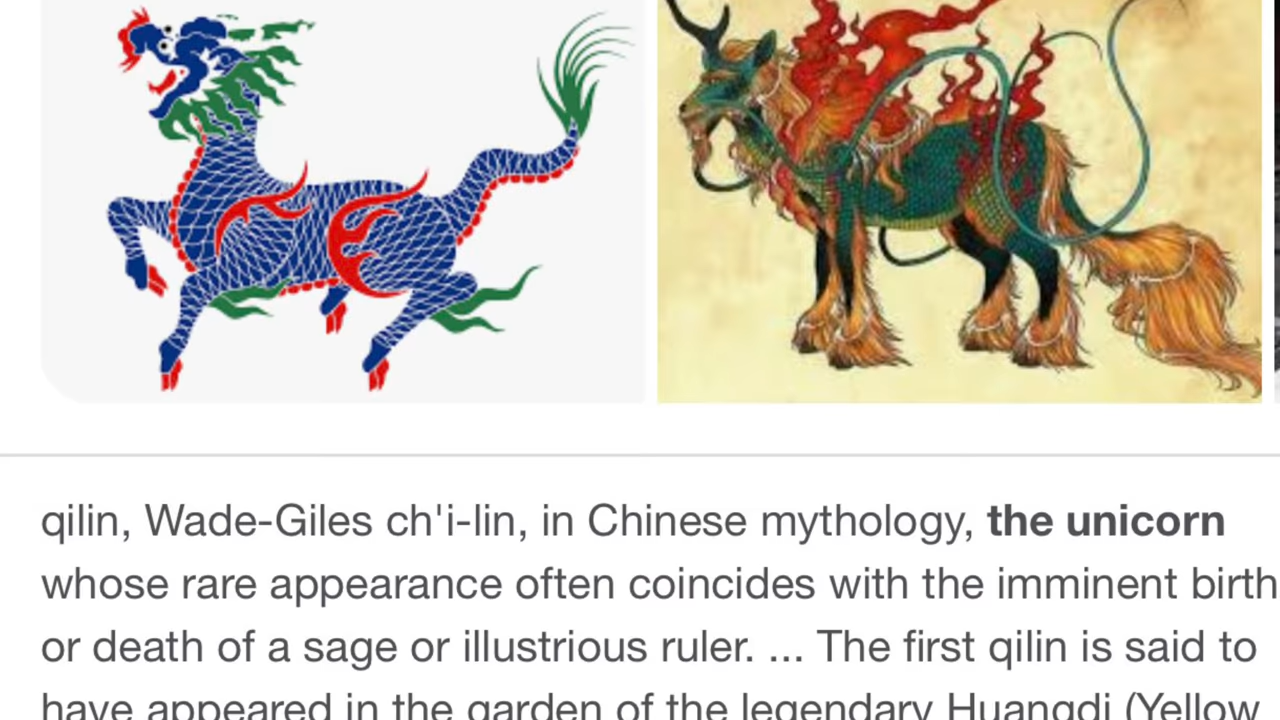 qilin, Wade-Giles ch'i-lin, in Chinese mythology, the unicorn
whose rare appearance often coincides with the imminent birth
or death of a sage or illustrious ruler. ... The first qilin is said to
have appeared in the garden of the legendary Huangdi (Yellow